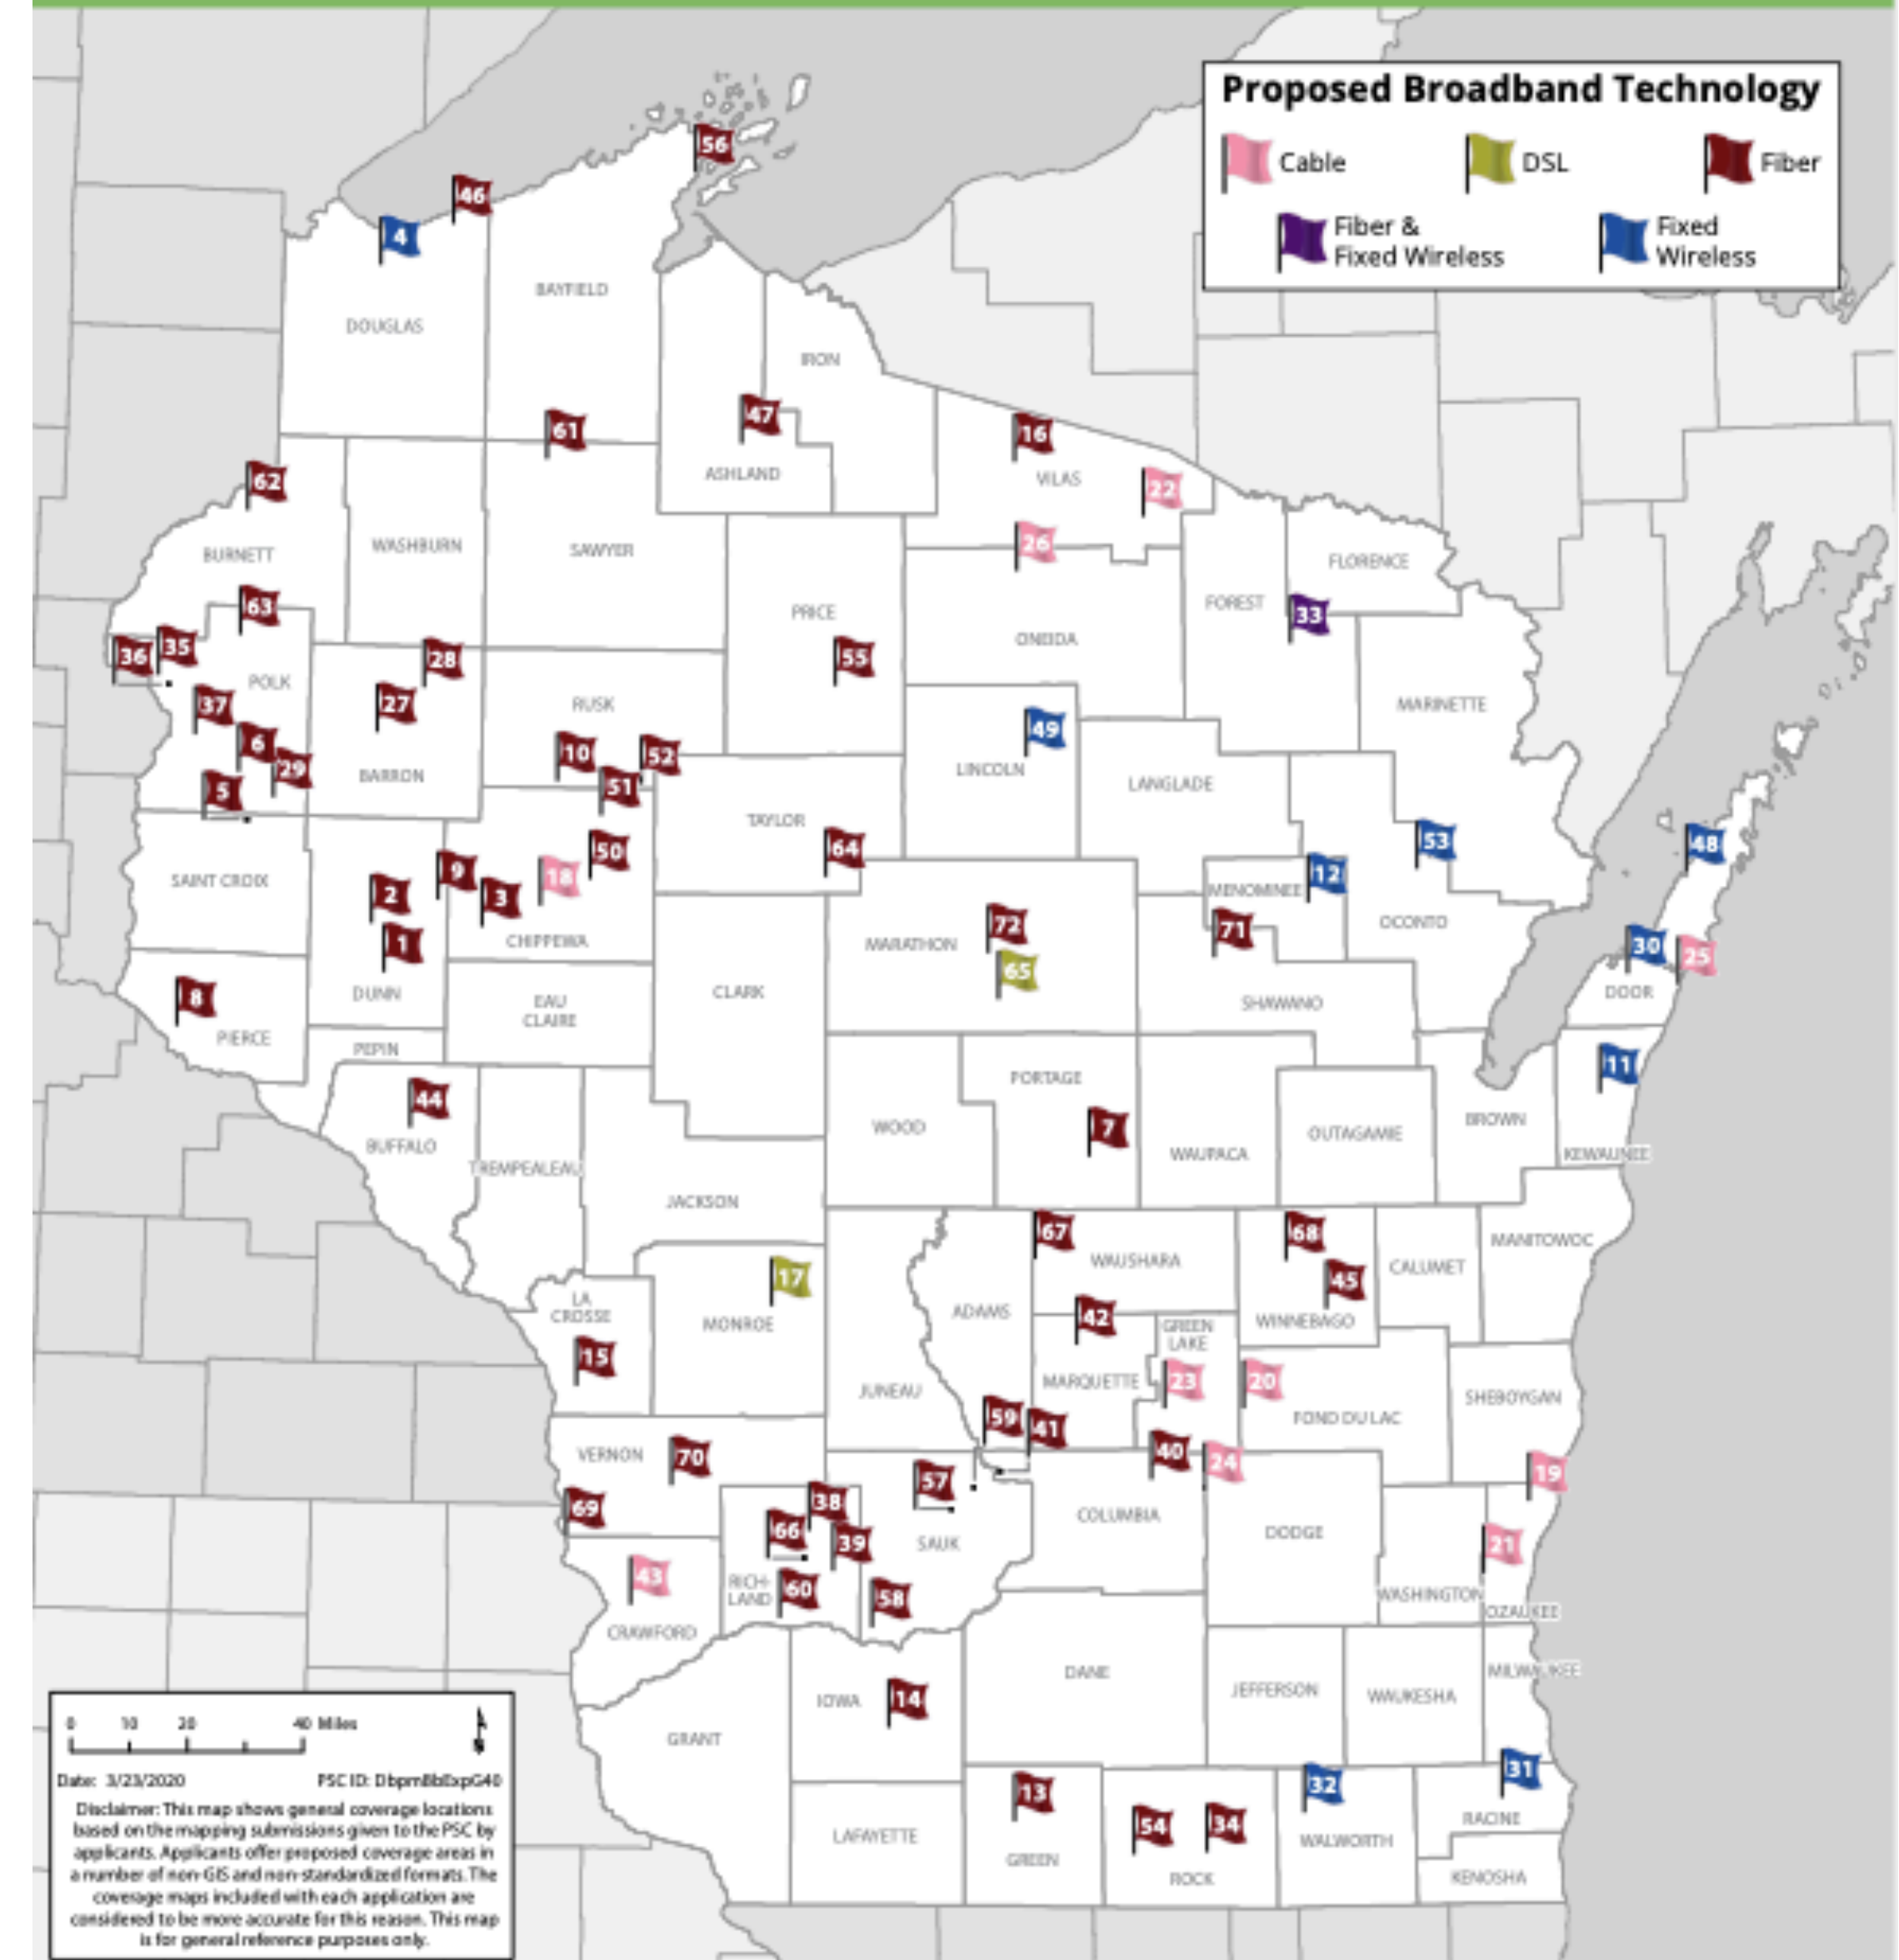 Proposed Broadband Technology
Cable
DSL
Fiber
Fiber &
Fixed Wireless
Fixed
Wireless
56
46
4
BAYFIELD
DOUGLAS
IRON
47
16
61
ASHLAND
VILAS
62
22
26
BURNETT
WASHBURN
SAWYER
FLORENCE
63
PRICE
FOREST
33
36
35
28
55
ONEIDA
POLK
37
27
RUSK
MARINETTE
6
10
52
49
29
51
BARRON
LINCOLN
LANGLADE
5
TAYLOR
64
50
53
48
9
18
12
SAINT CROIX
2
3
MENOMINEE
1
CHIPPEWA
72
71
OCONTO
MARATHON
65
30
25
8
DUNN
EAU
CLAIRE
CLARK
SHAWANO
DOOR
PIERCE
PEPIN
11
44
PORTAGE
BUFFALO
TREMPEALEAU
WOOD
7
WAUPACA
OUTAGAMIE
BROWN
KEWAUNEE
JACKSON
67
68
MANITOWOC
17
WAUSHARA
45
CALUMET
LA
CROSSE
MONROE
ADAMS
42
GREEN
LAKE
WINNEBAGO
15
JUNEAU
MARQUETTE
23
20
SHEBOYGAN
59
41
FOND DU LAC
VERNON
70
40
24
57
19
69
38
66
39
SAUK
COLUMBIA
DODGE
21
43
RICH-
LAND
60
58
WASHINGTON
OZAUKEE
CRAWFORD
DANE
MILWAUKEE
IOWA
14
JEFFERSON
WAUKESHA
GRANT
13
32
31
54
34
RACINE
LAFAYETTE
GREEN
ROCK
WALWORTH
KENOSHA
0 10 20 40 Miles
Date: 3/23/2020 PSC ID: DbpmBbExpG40
Disclaimer: This map shows general coverage locations
based on the mapping submissions given to the PSC by
applicants. Applicants offer proposed coverage areas in
a number of non-GIS and non-standardized formats. The
coverage maps included with each application are
considered to be more accurate for this reason. This map
is for general reference purposes only.